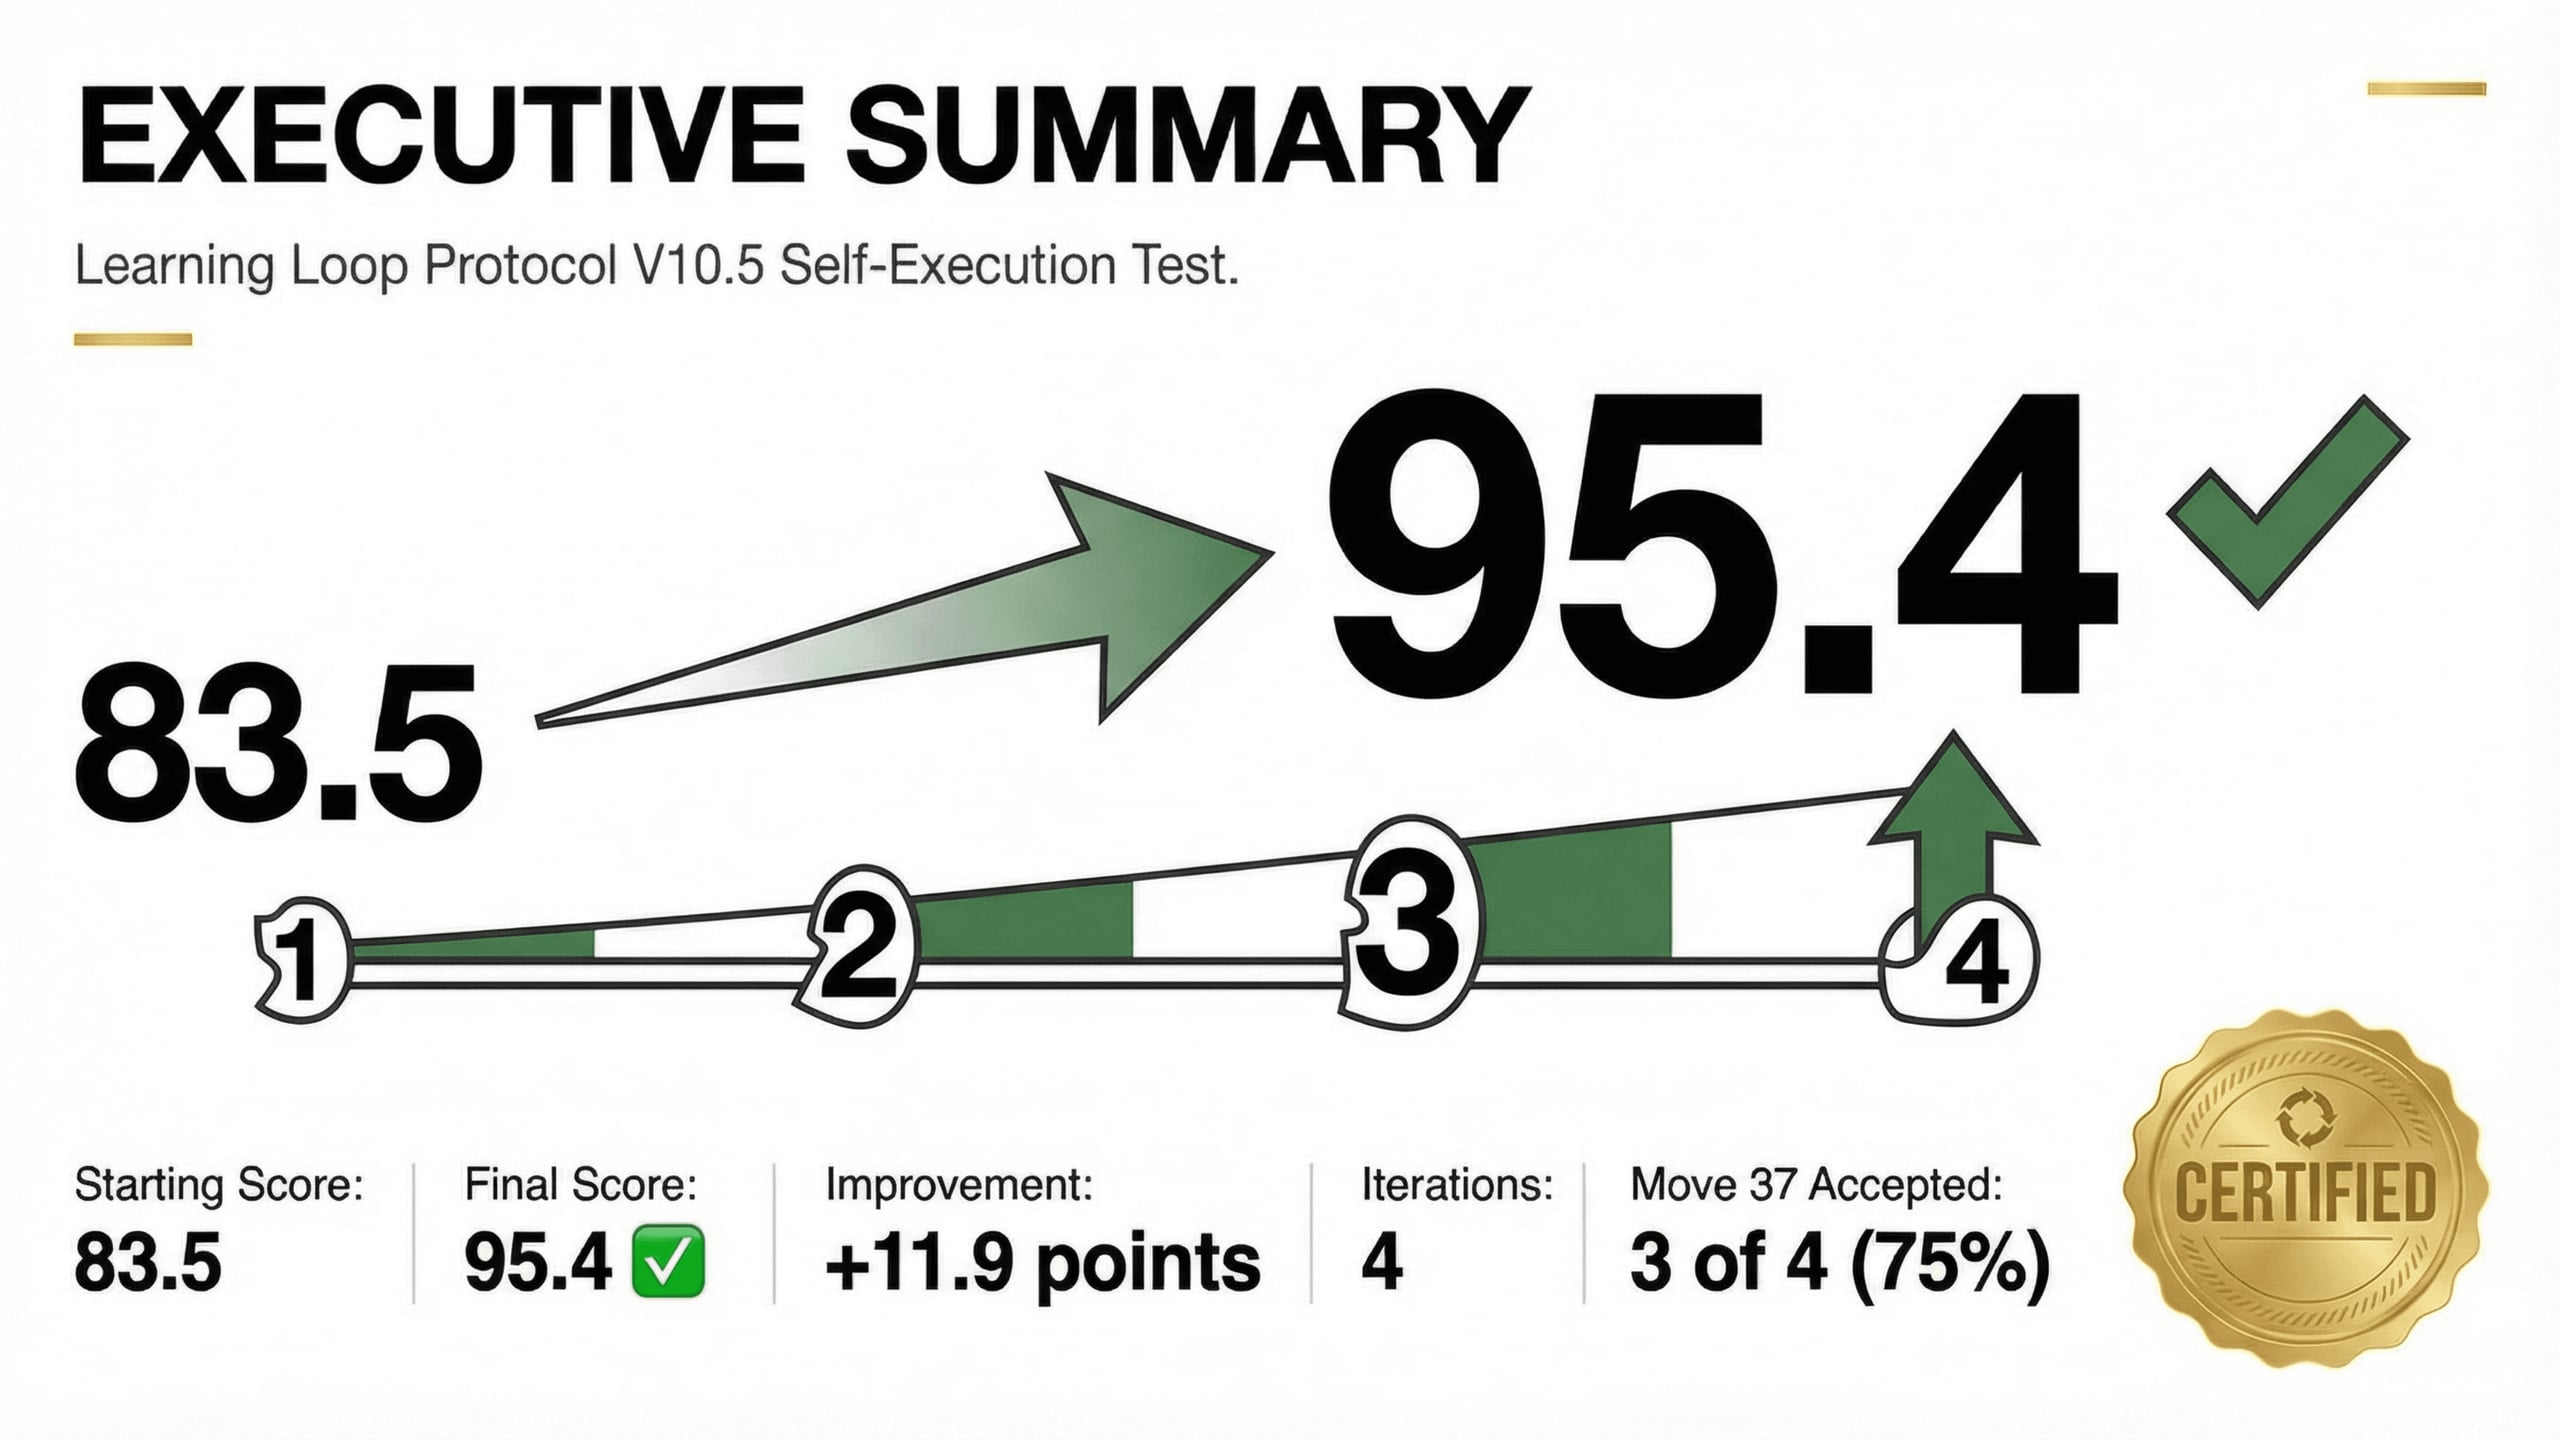 EXECUTIVE SUMMARY
Learning Loop Protocol V10.5 Self-Execution Test.
95.4
83.5
1
2
3
4
Starting Score:
83.5
Final Score:
95.4 ✅
Improvement:
+11.9 points
Iterations:
4
Move 37 Accepted:
3 of 4 (75%)
CERTIFIED